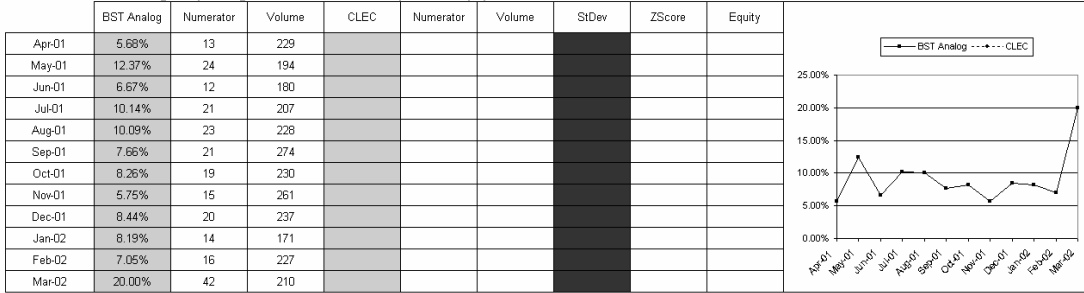 BST Analog Numerator Volume CLEC Numerator Volume StDev ZScore Equity
Apr-01 5.68% 13 229
May-01 12.37% 24 194
Jun-01 6.67% 12 180
Jul-01 10.14% 21 207
Aug-01 10.09% 23 228
Sep-01 7.66% 21 274
Oct-01 8.26% 19 230
Nov-01 5.75% 15 261
Dec-01 8.44% 20 237
Jan-02 8.19% 14 171
Feb-02 7.05% 16 227
Mar-02 20.00% 42 210
BST Analog CLEC
25.00%
20.00%
15.00%
10.00%
5.00%
0.00%
Apr-01 May-01 Jun-01 Jul-01 Aug-01 Sep-01 Oct-01 Nov-01 Dec-01 Jan-02 Feb-02 Mar-02